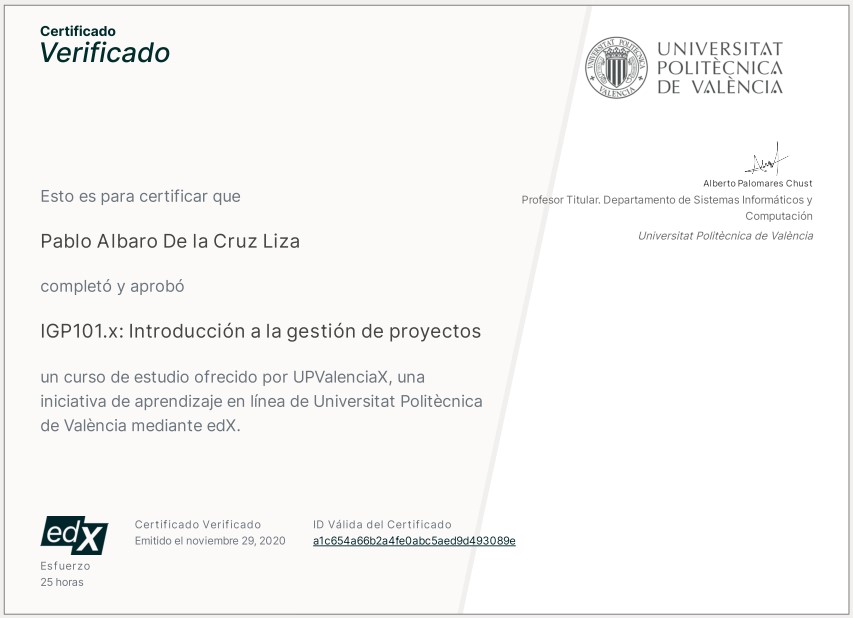 Certificado
Verificado
UNIVERSITAT
POLITÈCNICA
DE VALÈNCIA
Alberto Palomares Chust
Profesor Titular. Departamento de Sistemas Informáticos y
Computación
Universitat Politècnica de València
Esto es para certificar que
Pablo Albaro De la Cruz Liza
completó y aprobó
IGP101.x: Introducción a la gestión de proyectos
un curso de estudio ofrecido por UPValenciaX, una
iniciativa de aprendizaje en línea de Universitat Politècnica
de València mediante edX.
edX
Certificado Verificado
Emitido el noviembre 29, 2020
ID Válida del Certificado
a1c654a66b2a4fe0abc5aed9d493089e
Esfuerzo
25 horas